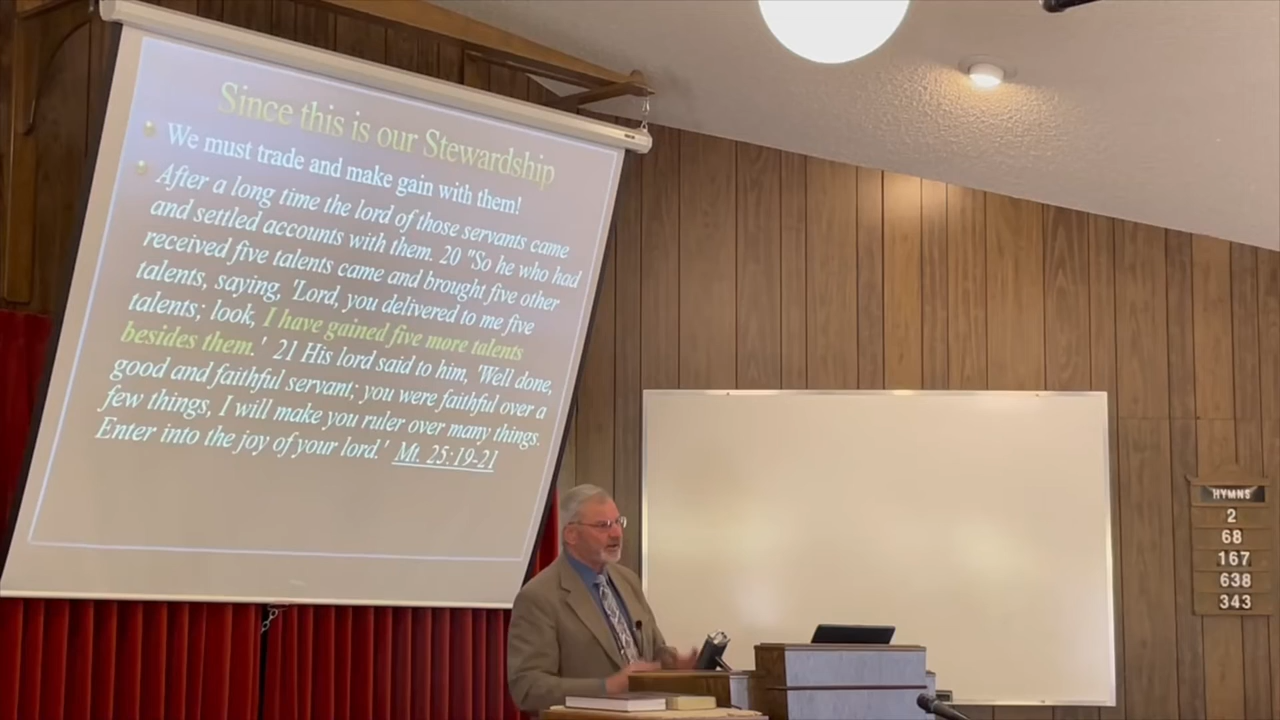 Since this is our Stewardship
We must trade and make gain with them!
After a long time the lord of those servants came
and settled accounts with them. 20 "So he who had
received five talents came and brought five other
talents, saying, 'Lord, you delivered to me five
talents; look, I have gained five more talents
besides them.' 21 His lord said to him, 'Well done,
good and faithful servant; you were faithful over a
few things, I will make you ruler over many things.
Enter into the joy of your lord.' Mt. 25:19-21
HYMNS
2
68
167
638
343